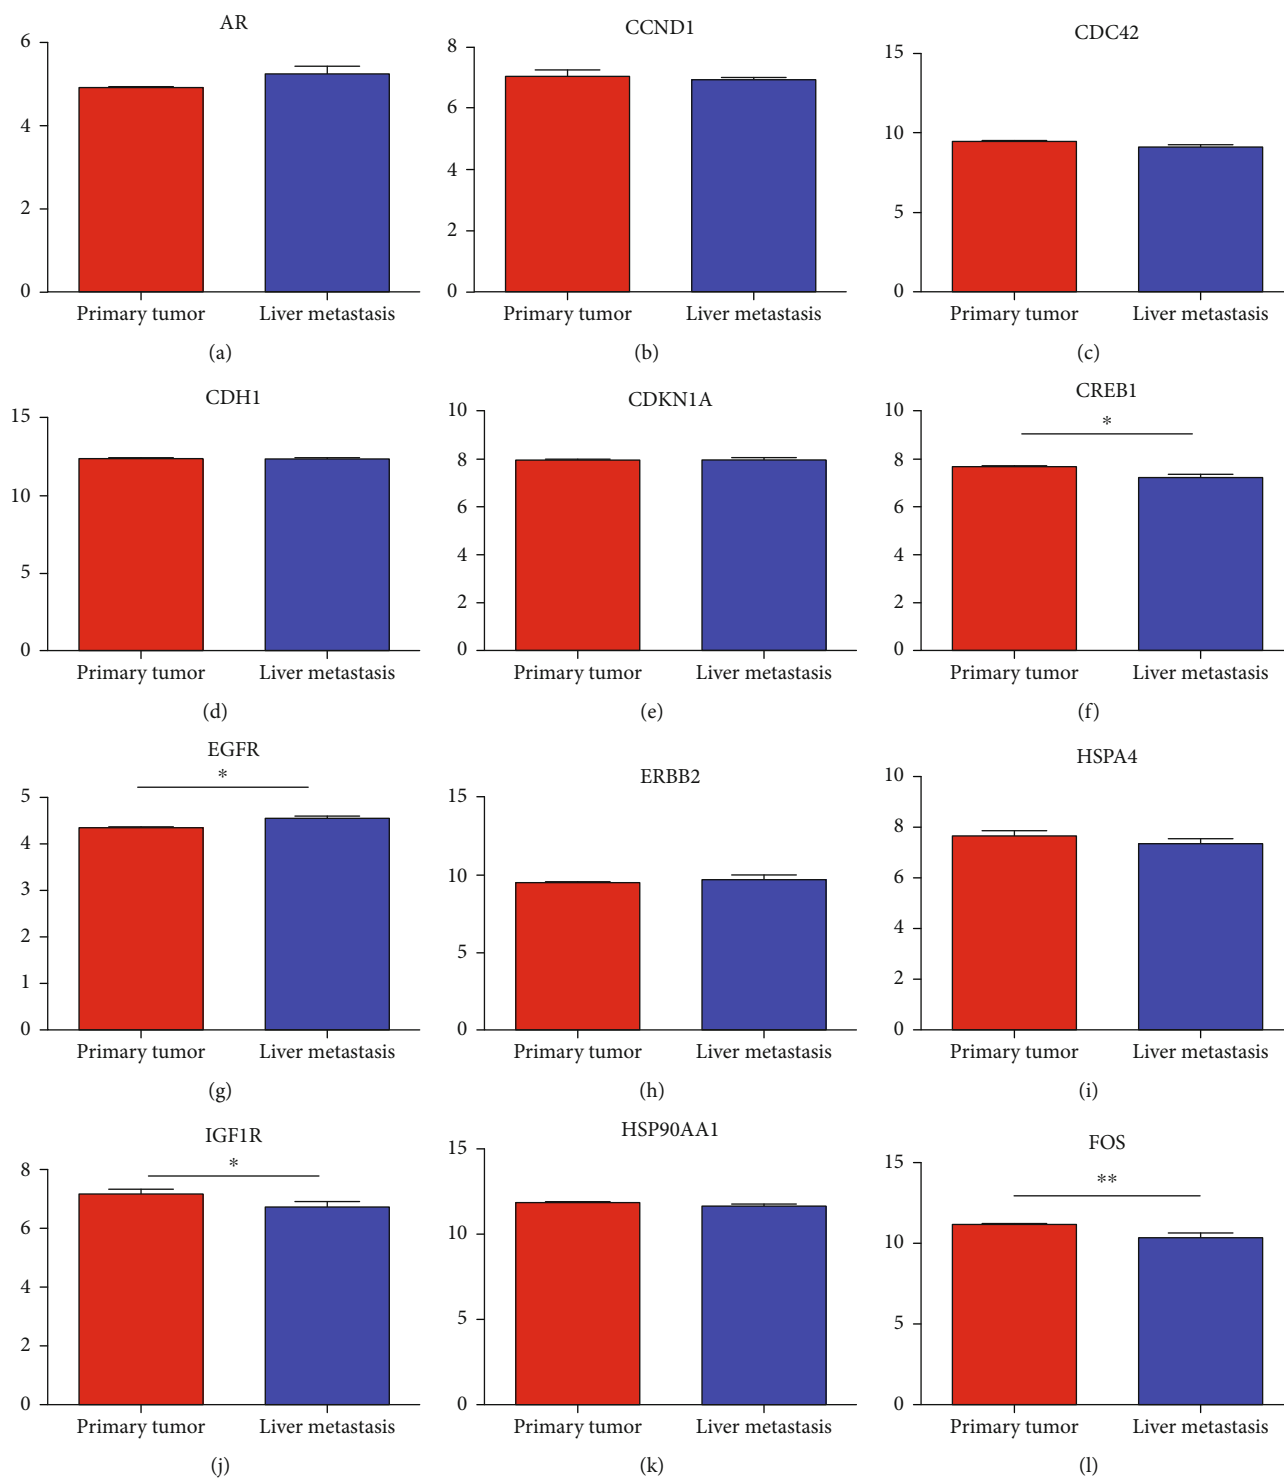 AR
6
4
2
0
Primary tumor Liver metastasis
(a)
CCND1
8
6
4
2
0
Primary tumor Liver metastasis
(b)
CDC42
15
10
5
0
Primary tumor Liver metastasis
(c)
CDH1
15
10
5
0
Primary tumor Liver metastasis
(d)
CDKN1A
10
8
6
4
2
0
Primary tumor Liver metastasis
(e)
CREB1
*
10
8
6
4
2
0
Primary tumor Liver metastasis
(f)
EGFR
*
5
4
3
2
1
0
Primary tumor Liver metastasis
(g)
ERBB2
15
10
5
0
Primary tumor Liver metastasis
(h)
HSPA4
10
8
6
4
2
0
Primary tumor Liver metastasis
(i)
IGF1R
*
8
6
4
2
0
Primary tumor Liver metastasis
(j)
HSP90AA1
15
10
5
0
Primary tumor Liver metastasis
(k)
FOS
**
15
10
5
0
Primary tumor Liver metastasis
(l)